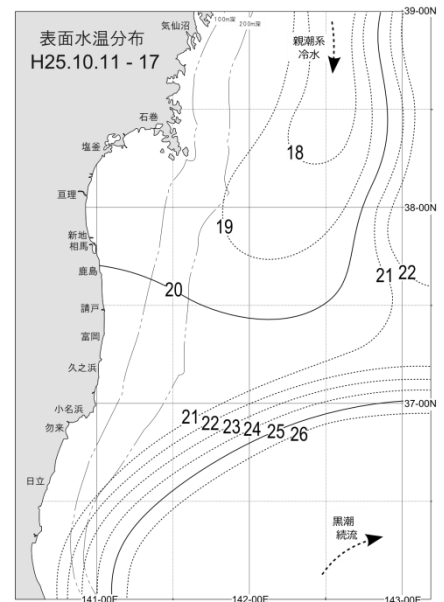 表面水温分布
H25.10.11 - 17
気仙沼
100m深
200m深
39-00N
親潮系
冷水
石巻
塩釜
18
亘理
38-00N
19
新地
相馬
鹿島
20
21
22
請戸
富岡
久之浜
37-00N
小名浜
勿来
21
22
23
24
25
26
日立
黒潮
続流
141-00E
142-00E
143-00E